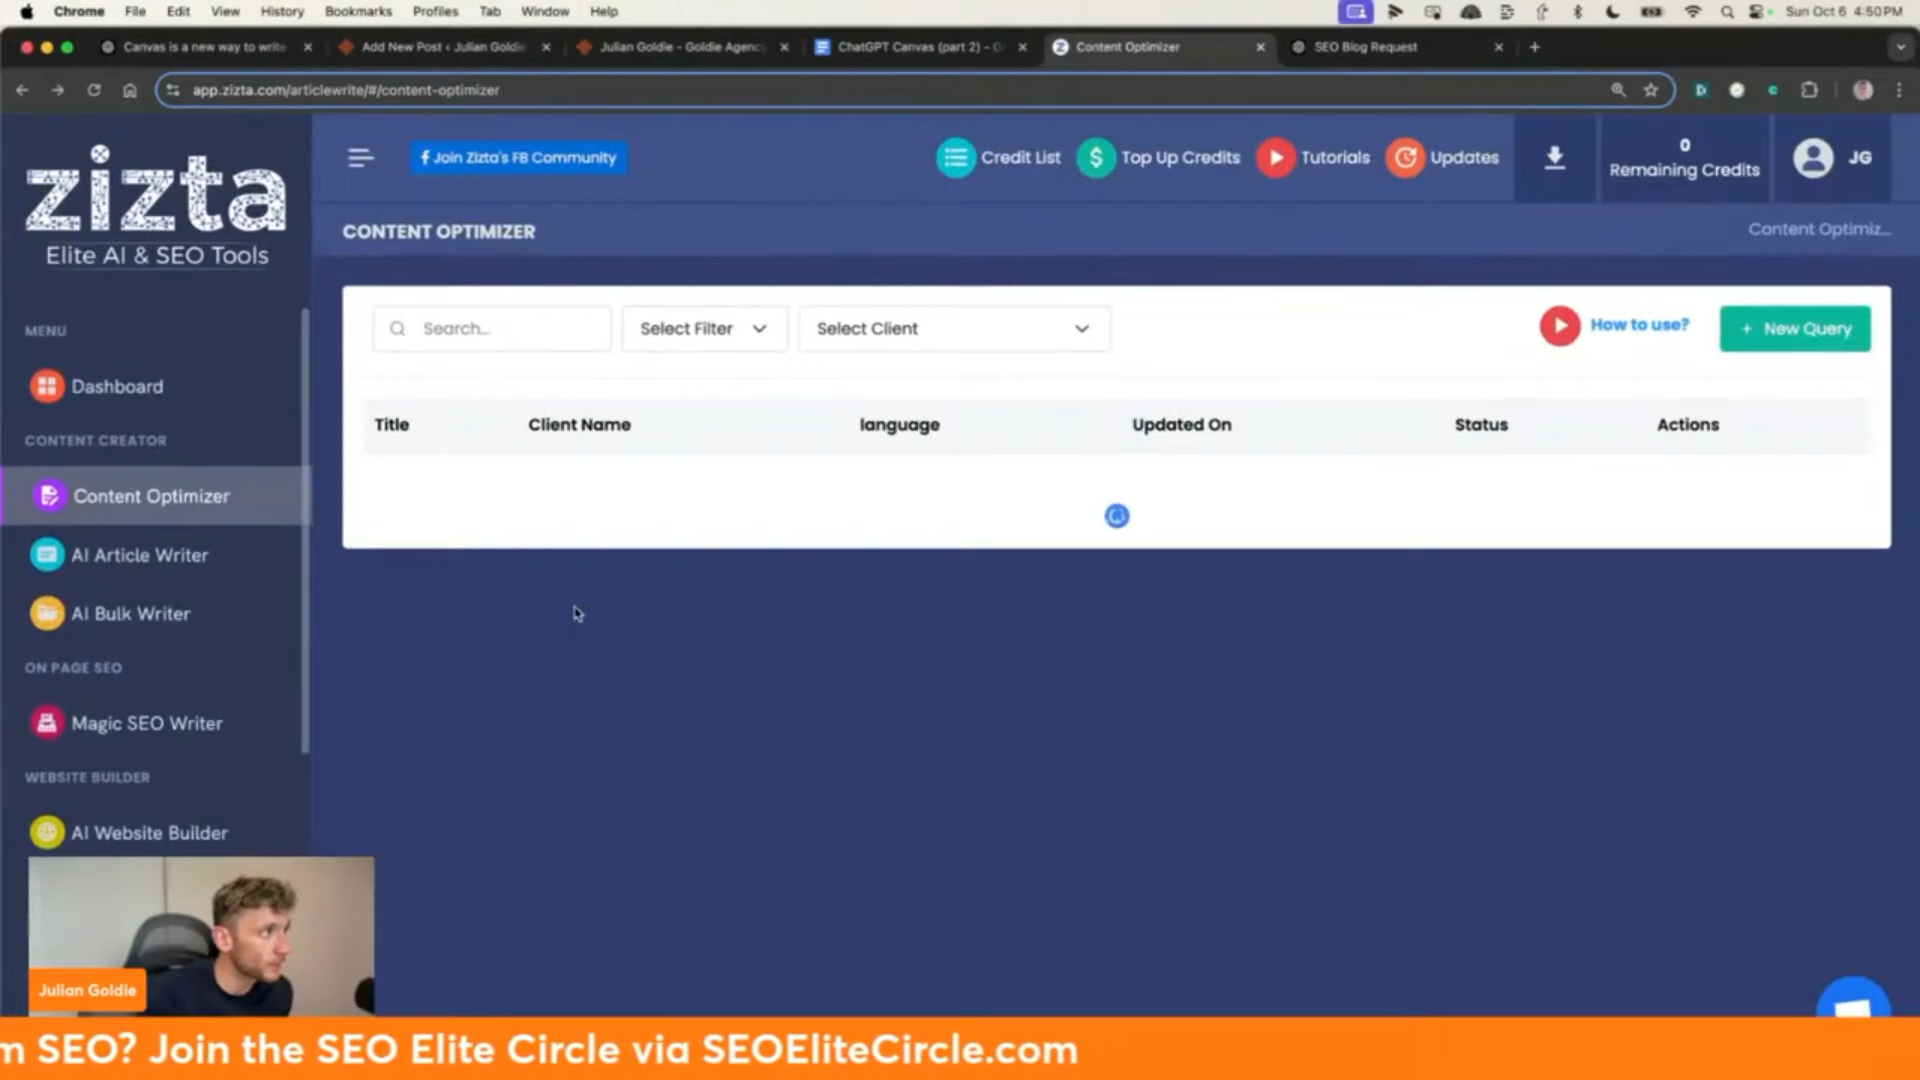 Chrome File Edit View History Bookmarks Profiles Tab Window Help Sun Oct 6 4:50 PM
Canvas is a new way to write Add New Post ‹ Julian Goldie Julian Goldie - Goldie Agency ChatGPT Canvas (part 2) - G Content Optimizer SEO Blog Request
app.zizta.com/articlewrite/#/content-optimizer
zizta
Elite AI & SEO Tools
Join Zizta's FB Community
Credit List Top Up Credits Tutorials Updates
0
Remaining Credits
JG
CONTENT OPTIMIZER
Content Optimiz...
Search...
Select Filter
Select Client
How to use?
+ New Query
Title Client Name language Updated On Status Actions
MENU
Dashboard
CONTENT CREATOR
Content Optimizer
AI Article Writer
AI Bulk Writer
ON PAGE SEO
Magic SEO Writer
WEBSITE BUILDER
AI Website Builder
Julian Goldie
m SEO? Join the SEO Elite Circle via SEOEliteCircle.com